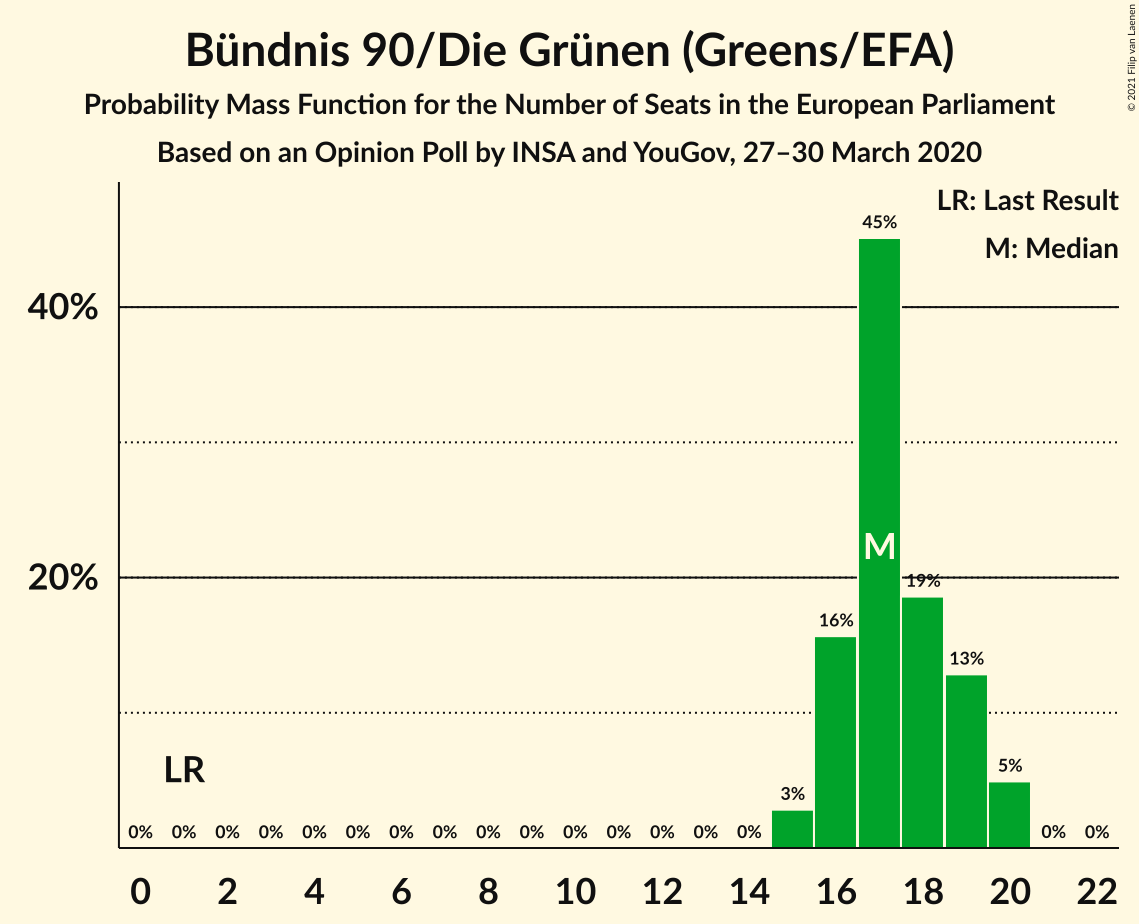 Bündnis 90/Die Grünen (Greens/EFA)
Probability Mass Function for the Number of Seats in the European Parliament
Based on an Opinion Poll by INSA and YouGov, 27–30 March 2020
© 2021 Filip van Laenen
LR: Last Result
M: Median
45%
40%
M
20%
19%
16%
13%
LR
5%
3%
0% 0% 0% 0% 0% 0% 0% 0% 0% 0% 0% 0% 0% 0% 0% 0% 0%
0 2 4 6 8 10 12 14 16 18 20 22